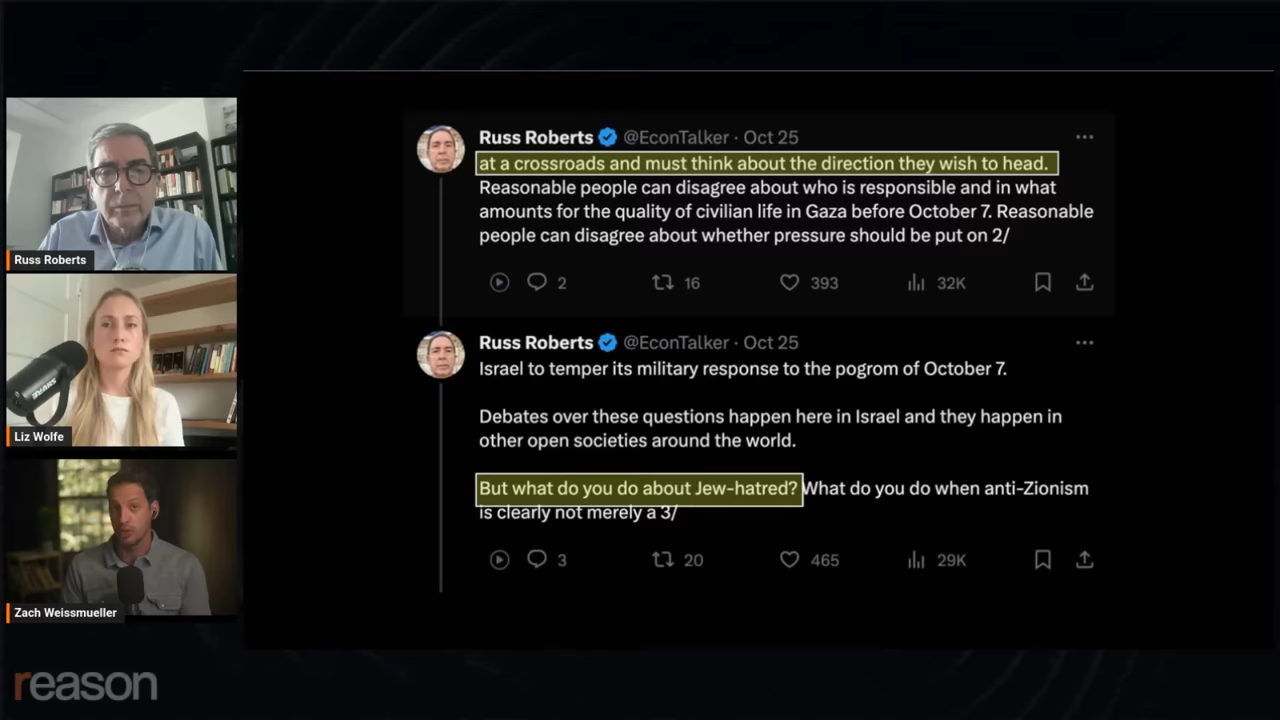 Russ Roberts
Liz Wolfe
Zach Weissmueller
reason
Russ Roberts @EconTalker · Oct 25
at a crossroads and must think about the direction they wish to head.
Reasonable people can disagree about who is responsible and in what
amounts for the quality of civilian life in Gaza before October 7. Reasonable
people can disagree about whether pressure should be put on 2/
2 16 393 32K
Russ Roberts @EconTalker · Oct 25
Israel to temper its military response to the pogrom of October 7.
Debates over these questions happen here in Israel and they happen in
other open societies around the world.
But what do you do about Jew-hatred? What do you do when anti-Zionism
is clearly not merely a 3/
3 20 465 29K